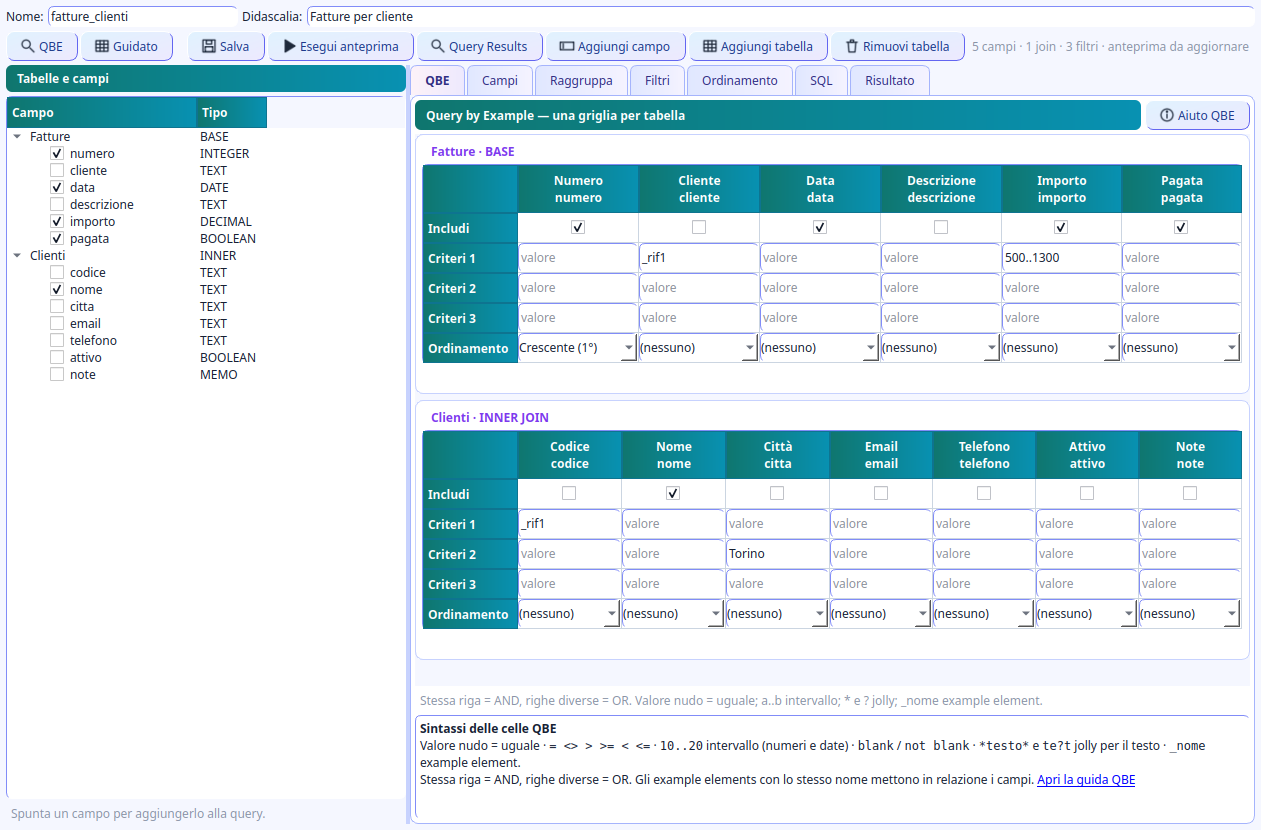 Nome: fatture_clienti Didascalia: Fatture per cliente
QBE Guidato Salva Esegui anteprima Query Results Aggiungi campo Aggiungi tabella Rimuovi tabella 5 campi · 1 join · 3 filtri · anteprima da aggiornare
Tabelle e campi
Campo Tipo
Fatture BASE
numero INTEGER
cliente TEXT
data DATE
descrizione TEXT
importo DECIMAL
pagata BOOLEAN
Clienti INNER
codice TEXT
nome TEXT
citta TEXT
email TEXT
telefono TEXT
attivo BOOLEAN
note MEMO
Spunta un campo per aggiungerlo alla query.
QBE Campi Raggruppa Filtri Ordinamento SQL Risultato
Query by Example — una griglia per tabella Aiuto QBE
Fatture · BASE
Numero Cliente Data Descrizione Importo Pagata
numero cliente data descrizione importo pagata
Includi
Criteri 1 valore _rif1 valore valore 500..1300 valore
Criteri 2 valore valore valore valore valore valore
Criteri 3 valore valore valore valore valore valore
Ordinamento Crescente (1°) (nessuno) (nessuno) (nessuno) (nessuno) (nessuno)
Clienti · INNER JOIN
Codice Nome Città Email Telefono Attivo Note
codice nome citta email telefono attivo note
Includi
Criteri 1 _rif1 valore valore valore valore valore valore
Criteri 2 valore valore Torino valore valore valore valore
Criteri 3 valore valore valore valore valore valore valore
Ordinamento (nessuno) (nessuno) (nessuno) (nessuno) (nessuno) (nessuno) (nessuno)
Stessa riga = AND, righe diverse = OR. Valore nudo = uguale; a..b intervallo; * e ? jolly; _nome example element.
Sintassi delle celle QBE
Valore nudo = uguale · = <> > >= < <= · 10..20 intervallo (numeri e date) · blank / not blank · *testo* e te?t jolly per il testo · _nome
example element.
Stessa riga = AND, righe diverse = OR. Gli example elements con lo stesso nome mettono in relazione i campi. Apri la guida QBE